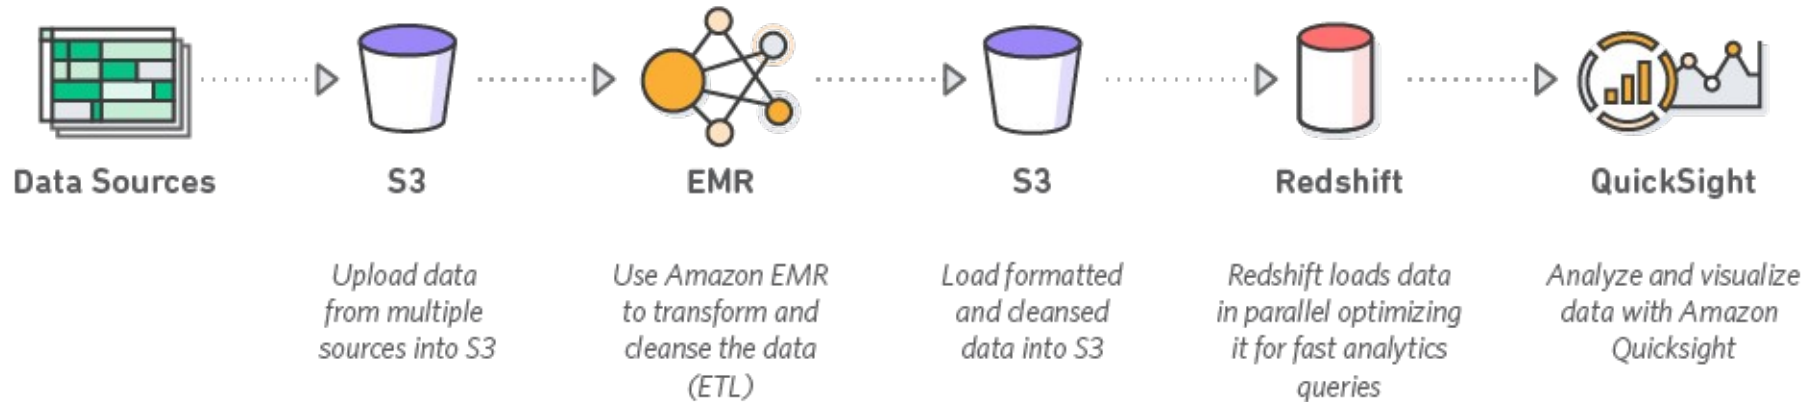 Data Sources
S3
EMR
S3
Redshift
QuickSight
Upload data
from multiple
sources into S3
Use Amazon EMR
to transform and
cleanse the data
(ETL)
Load formatted
and cleansed
data into S3
Redshift loads data
in parallel optimizing
it for fast analytics
queries
Analyze and visualize
data with Amazon
Quicksight